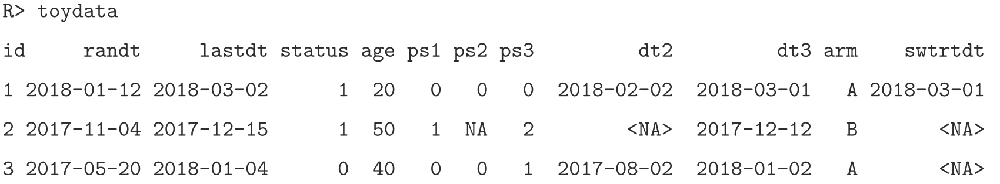 R> toydata
id randt lastdt status age ps1 ps2 ps3 dt2 dt3 arm swtrtdt
1 2018-01-12 2018-03-02 1 20 0 0 0 2018-02-02 2018-03-01 A 2018-03-01
2 2017-11-04 2017-12-15 1 50 1 NA 2 <NA> 2017-12-12 B <NA>
3 2017-05-20 2018-01-04 0 40 0 0 1 2017-08-02 2018-01-02 A <NA>